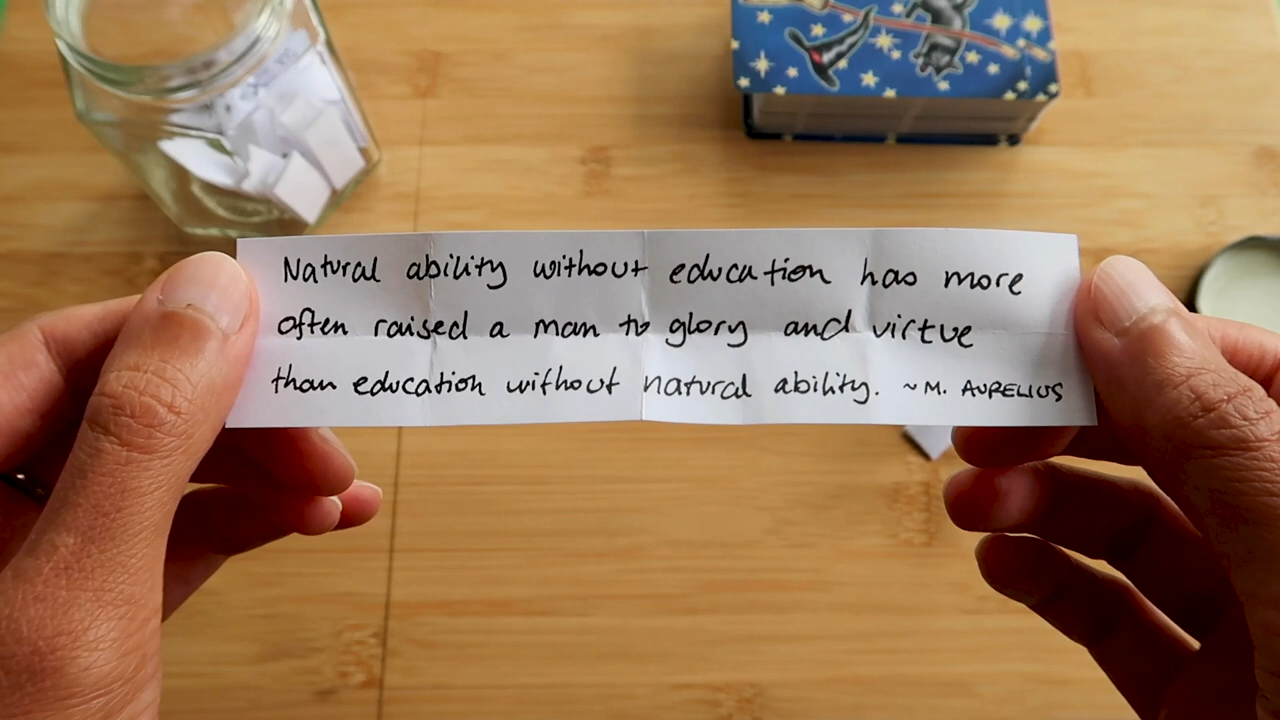 Natural ability without education has more
often raised a man to glory and virtue
than education without natural ability. ~ M. AURELIUS